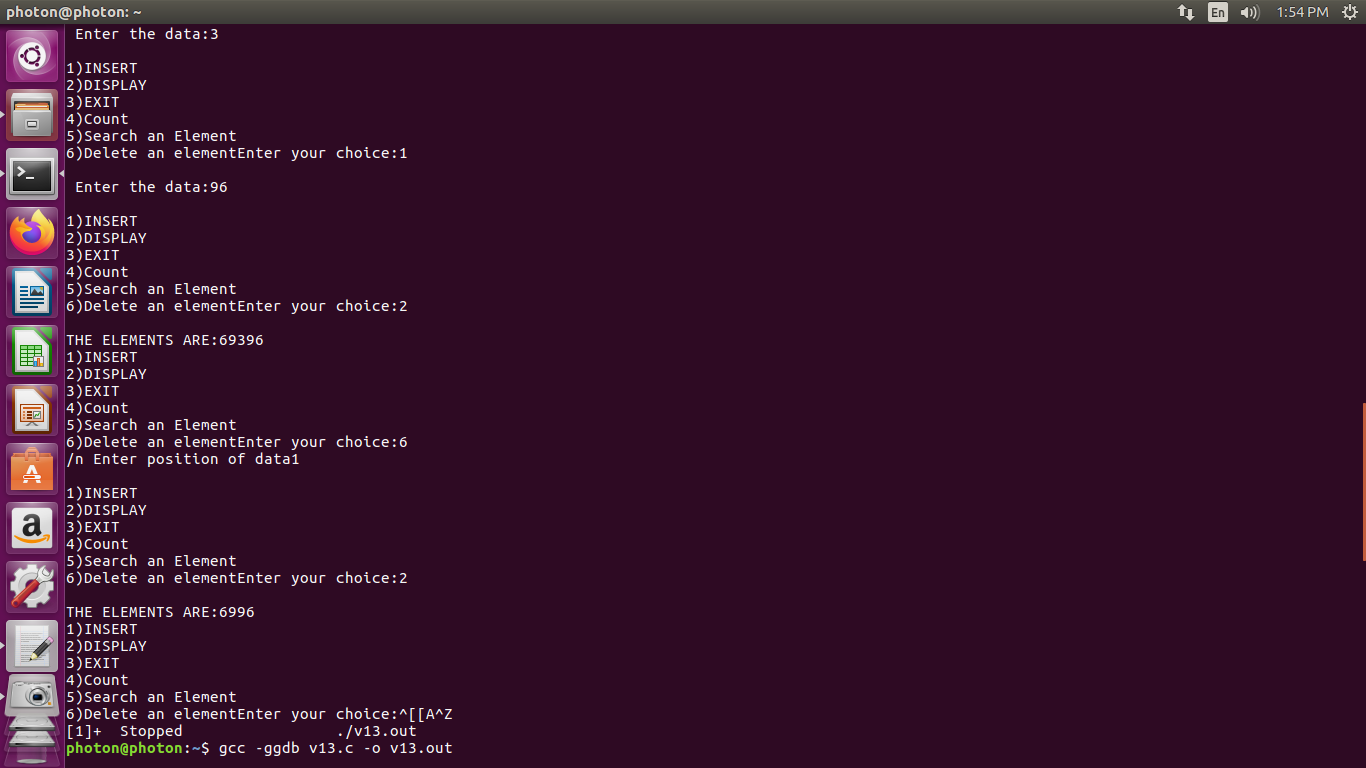 photon@photon: ~
En
1:54 PM
Enter the data:3
1)INSERT
2)DISPLAY
3)EXIT
4)Count
5)Search an Element
6)Delete an elementEnter your choice:1
Enter the data:96
1)INSERT
2)DISPLAY
3)EXIT
4)Count
5)Search an Element
6)Delete an elementEnter your choice:2
THE ELEMENTS ARE:69396
1)INSERT
2)DISPLAY
3)EXIT
4)Count
5)Search an Element
6)Delete an elementEnter your choice:6
/n Enter position of data1
1)INSERT
2)DISPLAY
3)EXIT
4)Count
5)Search an Element
6)Delete an elementEnter your choice:2
THE ELEMENTS ARE:6996
1)INSERT
2)DISPLAY
3)EXIT
4)Count
5)Search an Element
6)Delete an elementEnter your choice:^[[A^Z
[1]+  Stopped                 ./v13.out
photon@photon:~$ gcc -ggdb v13.c -o v13.out